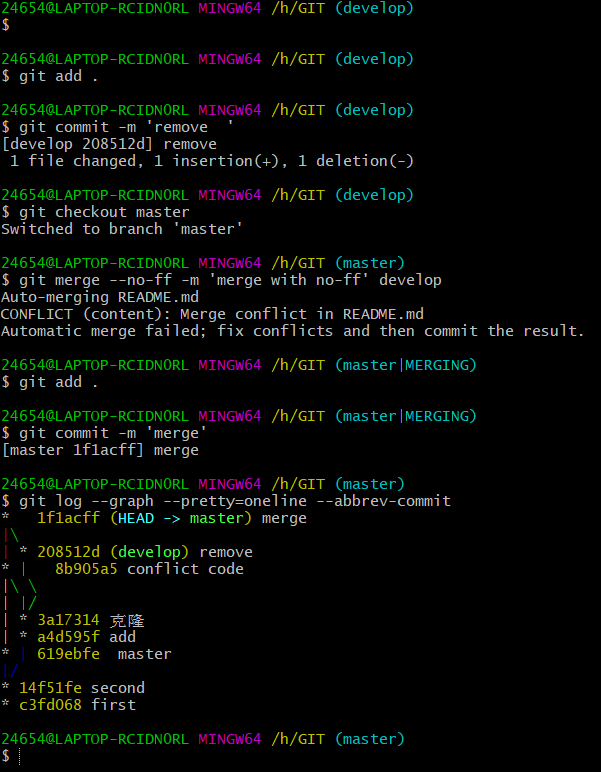 24654@LAPTOP-RCIDNORL MINGW64 /h/GIT (develop)
$
24654@LAPTOP-RCIDNORL MINGW64 /h/GIT (develop)
$ git add .
24654@LAPTOP-RCIDNORL MINGW64 /h/GIT (develop)
$ git commit -m 'remove  '
[develop 208512d] remove
 1 file changed, 1 insertion(+), 1 deletion(-)
24654@LAPTOP-RCIDNORL MINGW64 /h/GIT (develop)
$ git checkout master
Switched to branch 'master'
24654@LAPTOP-RCIDNORL MINGW64 /h/GIT (master)
$ git merge --no-ff -m 'merge with no-ff' develop
Auto-merging README.md
CONFLICT (content): Merge conflict in README.md
Automatic merge failed; fix conflicts and then commit the result.
24654@LAPTOP-RCIDNORL MINGW64 /h/GIT (master|MERGING)
$ git add .
24654@LAPTOP-RCIDNORL MINGW64 /h/GIT (master|MERGING)
$ git commit -m 'merge'
[master 1f1acff] merge
24654@LAPTOP-RCIDNORL MINGW64 /h/GIT (master)
$ git log --graph --pretty=oneline --abbrev-commit
*   1f1acff (HEAD -> master) merge
|\
| * 208512d (develop) remove
* |   8b905a5 conflict code
|\ \
| |/
| * 3a17314 克隆
| * a4d595f add
* | 619ebfe  master
|/
* 14f51fe second
* c3fd068 first
24654@LAPTOP-RCIDNORL MINGW64 /h/GIT (master)
$